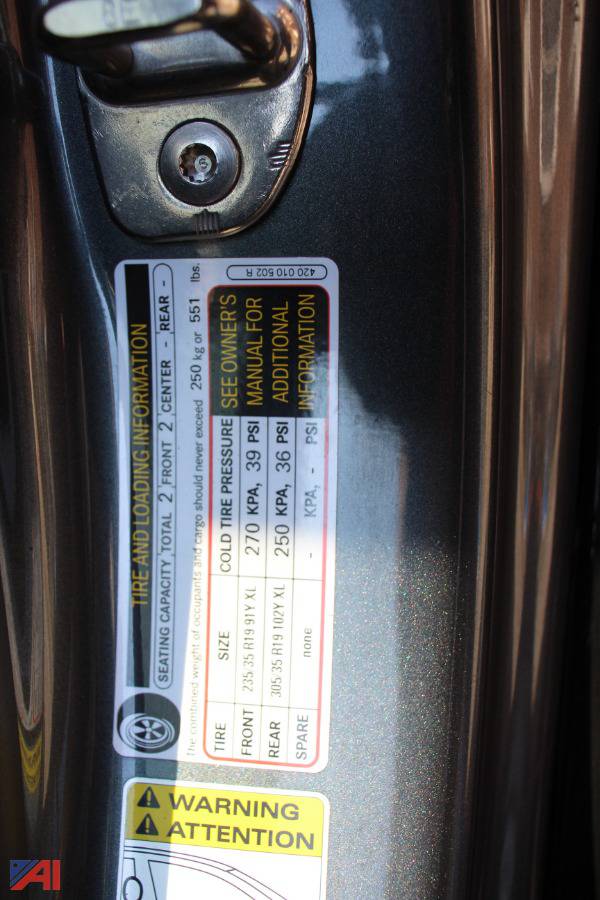 TIRE AND LOADING INFORMATION
SEATING CAPACITY TOTAL 2 FRONT 2 CENTER - REAR -
the combined weight of occupants and cargo should never exceed 250 kg or 551 lbs.
TIRE SIZE COLD TIRE PRESSURE
FRONT 235 35 R19 91Y XL 270 KPA, 39 PSI
REAR 305 35 R19 102Y XL 250 KPA, 36 PSI
SPARE none - KPA, - PSI
SEE OWNER'S
MANUAL FOR
ADDITIONAL
INFORMATION
420 010 502 R
WARNING
ATTENTION
AI